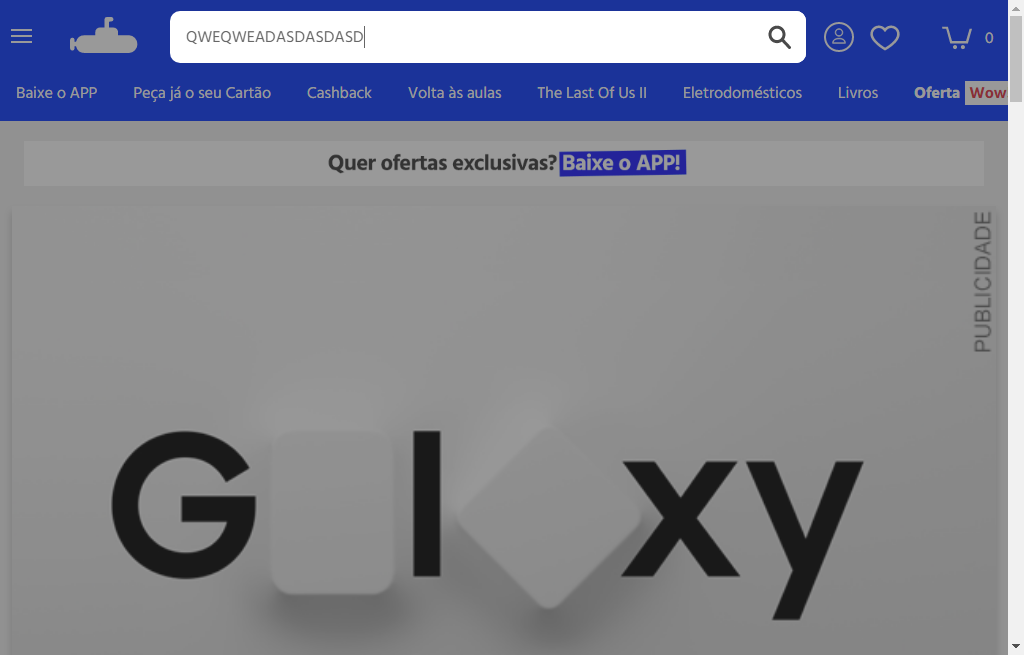 QWEQWEADASDASDASD
0
Baixe o APP Peça já o seu Cartão Cashback Volta às aulas The Last Of Us II Eletrodomésticos Livros Oferta Wow
Quer ofertas exclusivas? Baixe o APP!
PUBLICIDADE
G l xy